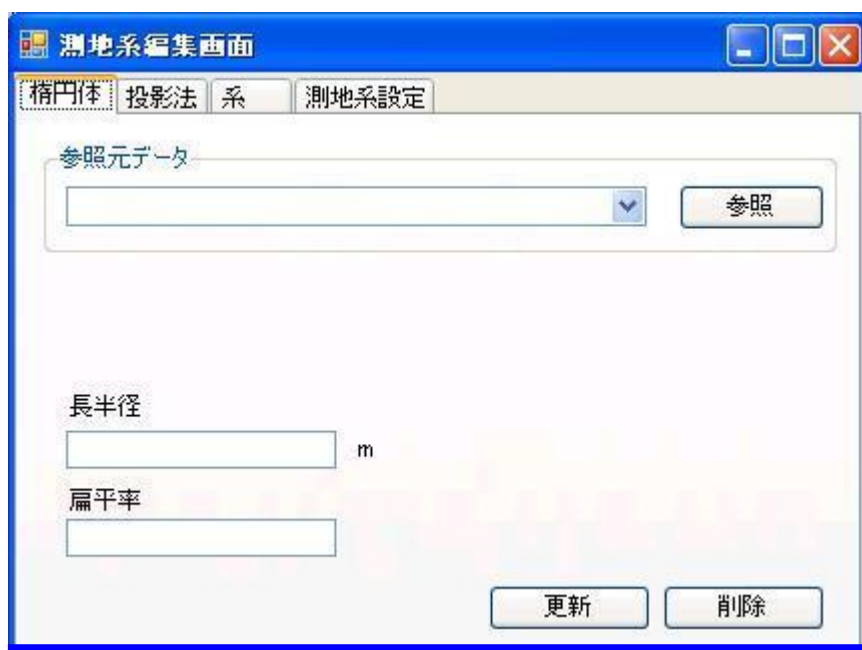 測地系編集画面
楕円体 投影法 系 測地系設定
参照元データ
参照
長半径
m
扁平率
更新 削除